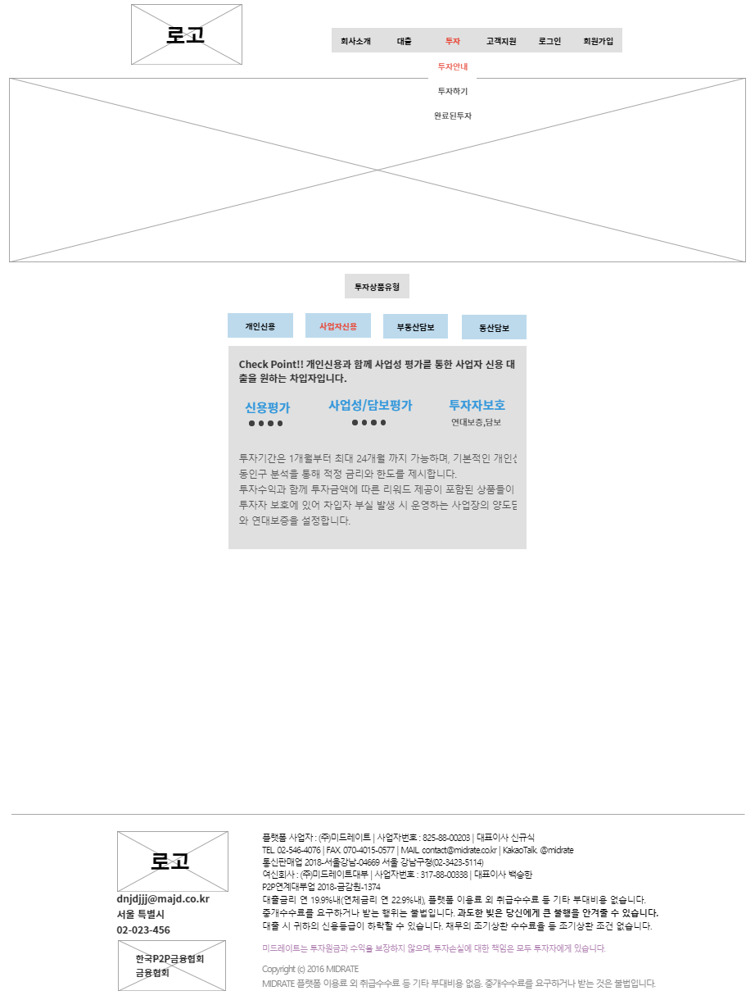 로고
회사소개 대출 투자 고객지원 로그인 회원가입
투자안내
투자하기
완료된투자
투자상품유형
개인신용 사업자신용 부동산담보 동산담보
Check Point!! 개인신용과 함께 사업성 평가를 통한 사업자 신용 대
출을 원하는 차입자입니다.
신용평가 사업성/담보평가 투자자보호
연대보증,담보
투자기간은 1개월부터 최대 24개월 까지 가능하며, 기본적인 개인신
동인구 분석을 통해 적정 금리와 한도를 제시합니다.
투자수익과 함께 투자금액에 따른 리워드 제공이 포함된 상품들이
투자자 보호에 있어 차입자 부실 발생 시 운영하는 사업장의 양도담
와 연대보증을 설정합니다.
로고
dnjdjjj@majd.co.kr
서울 특별시
02-023-456
한국P2P금융협회
금융협회
플랫폼 사업자 : (주)미드레이트 | 사업자번호 : 825-88-00203 | 대표이사 신규식
TEL 02-546-4076 | FAX. 070-4015-0577 | MAIL. contact@midrate.co.kr | KakaoTalk. @midrate
통신판매업 2018-서울강남-04669 서울 강남구청(02-3423-5114)
여신회사 : (주)미드레이트대부 | 사업자번호 : 317-88-00338 | 대표이사 백승한
P2P연계대부업 2018-금감원-1374
대출금리 연 19.9%내(연체금리 연 22.9%내), 플랫폼 이용료 외 취급수수료 등 기타 부대비용 없습니다.
중개수수료를 요구하거나 받는 행위는 불법입니다. 과도한 빚은 당신에게 큰 불행을 안겨줄 수 있습니다.
대출 시 귀하의 신용등급이 하락할 수 있습니다. 채무의 조기상환 수수료율 등 조기상환 조건 없습니다.
미드레이트는 투자원금과 수익을 보장하지 않으며, 투자손실에 대한 책임은 모두 투자자에게 있습니다.
Copyright (c) 2016 MIDRATE
MIDRATE 플랫폼 이용료 외 취급수수료 등 기타 부대비용 없음. 중개수수료를 요구하거나 받는 것은 불법입니다.